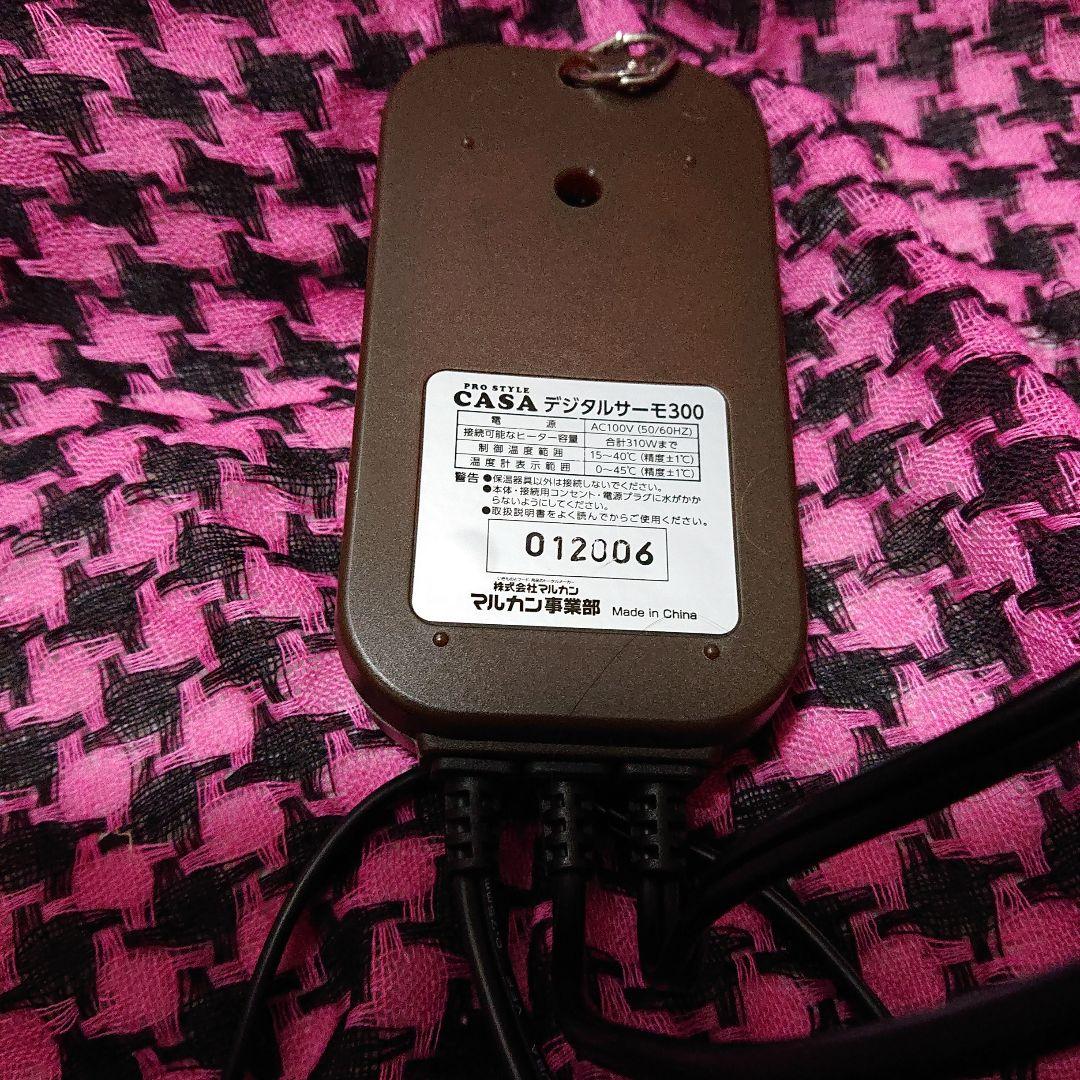 PRO STYLE
CASA デジタルサーモ300
電源 AC100V (50/60HZ)
接続可能なヒーター容量 合計310Wまで
制御温度範囲 15〜40℃ (精度±1℃)
温度計表示範囲 0〜45℃ (精度±1℃)
警告 ●保温器具以外は接続しないでください。
●本体・接続用コンセント・電源プラグに水がかか
らないようにしてください。
●取扱説明書をよく読んでからご使用ください。
012006
株式会社マルカン
マルカン事業部 Made in China